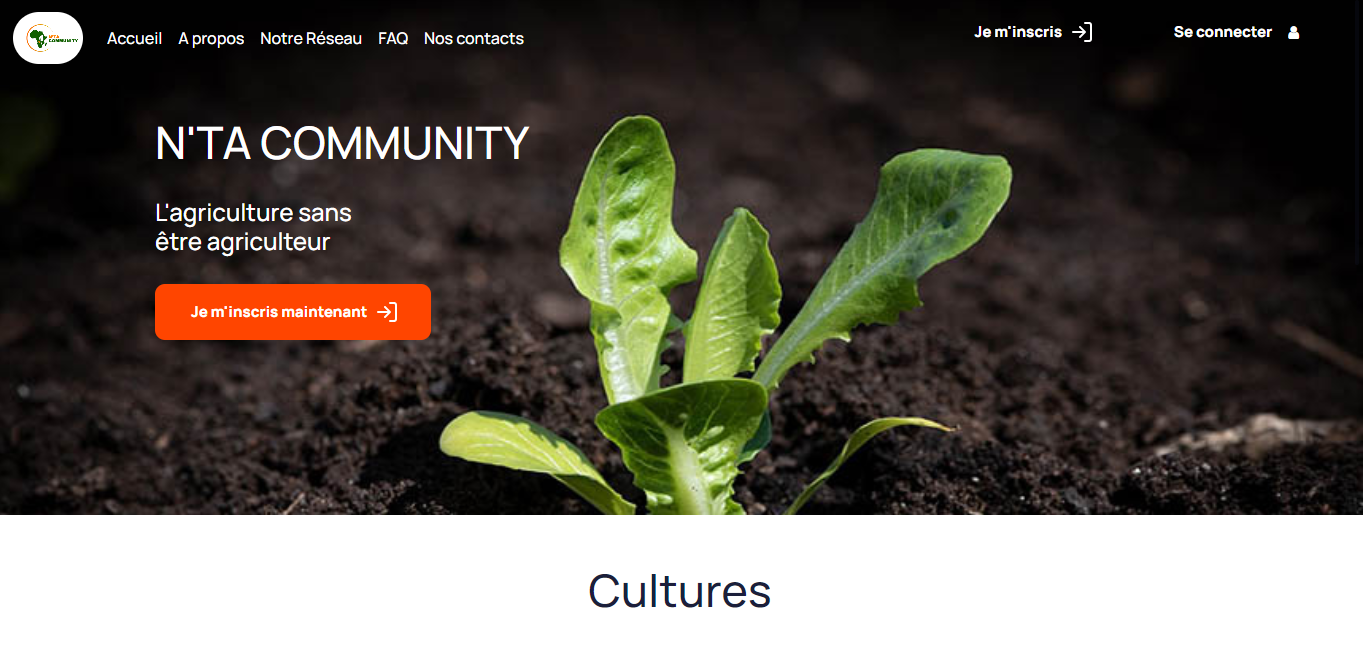 N'TA
COMMUNITY
Accueil A propos Notre Réseau FAQ Nos contacts
Je m'inscris
Se connecter
N'TA COMMUNITY
L'agriculture sans
être agriculteur
Je m'inscris maintenant
Cultures